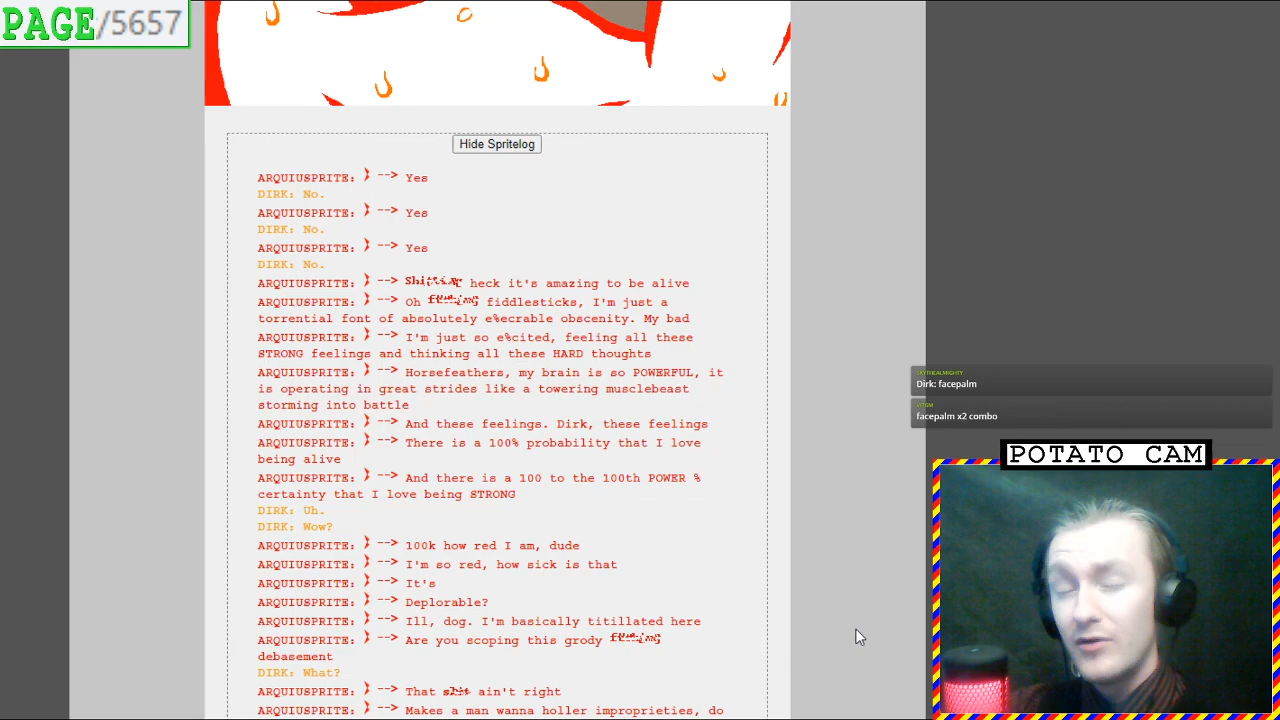 PAGE/5657
Hide Spritelog
ARQUIUSPRITE: --> Yes
DIRK: No.
ARQUIUSPRITE: --> Yes
DIRK: No.
ARQUIUSPRITE: --> Yes
DIRK: No.
ARQUIUSPRITE: --> Shitting heck it's amazing to be alive
ARQUIUSPRITE: --> Oh fucking fiddlesticks, I'm just a
torrential font of absolutely e%ecrable obscenity. My bad
ARQUIUSPRITE: --> I'm just so e%cited, feeling all these
STRONG feelings and thinking all these HARD thoughts
ARQUIUSPRITE: --> Horsefeathers, my brain is so POWERFUL, it
is operating in great strides like a towering musclebeast
storming into battle
ARQUIUSPRITE: --> And these feelings. Dirk, these feelings
ARQUIUSPRITE: --> There is a 100% probability that I love
being alive
ARQUIUSPRITE: --> And there is a 100 to the 100th POWER %
certainty that I love being STRONG
DIRK: Uh.
DIRK: Wow?
ARQUIUSPRITE: --> 100k how red I am, dude
ARQUIUSPRITE: --> I'm so red, how sick is that
ARQUIUSPRITE: --> It's
ARQUIUSPRITE: --> Deplorable?
ARQUIUSPRITE: --> Ill, dog. I'm basically titillated here
ARQUIUSPRITE: --> Are you scoping this grody fucking
debasement
DIRK: What?
ARQUIUSPRITE: --> That shit ain't right
ARQUIUSPRITE: --> Makes a man wanna holler improprieties, do
SKYTHEALMIGHTY
Dirk: facepalm
facepalm x2 combo
POTATO CAM